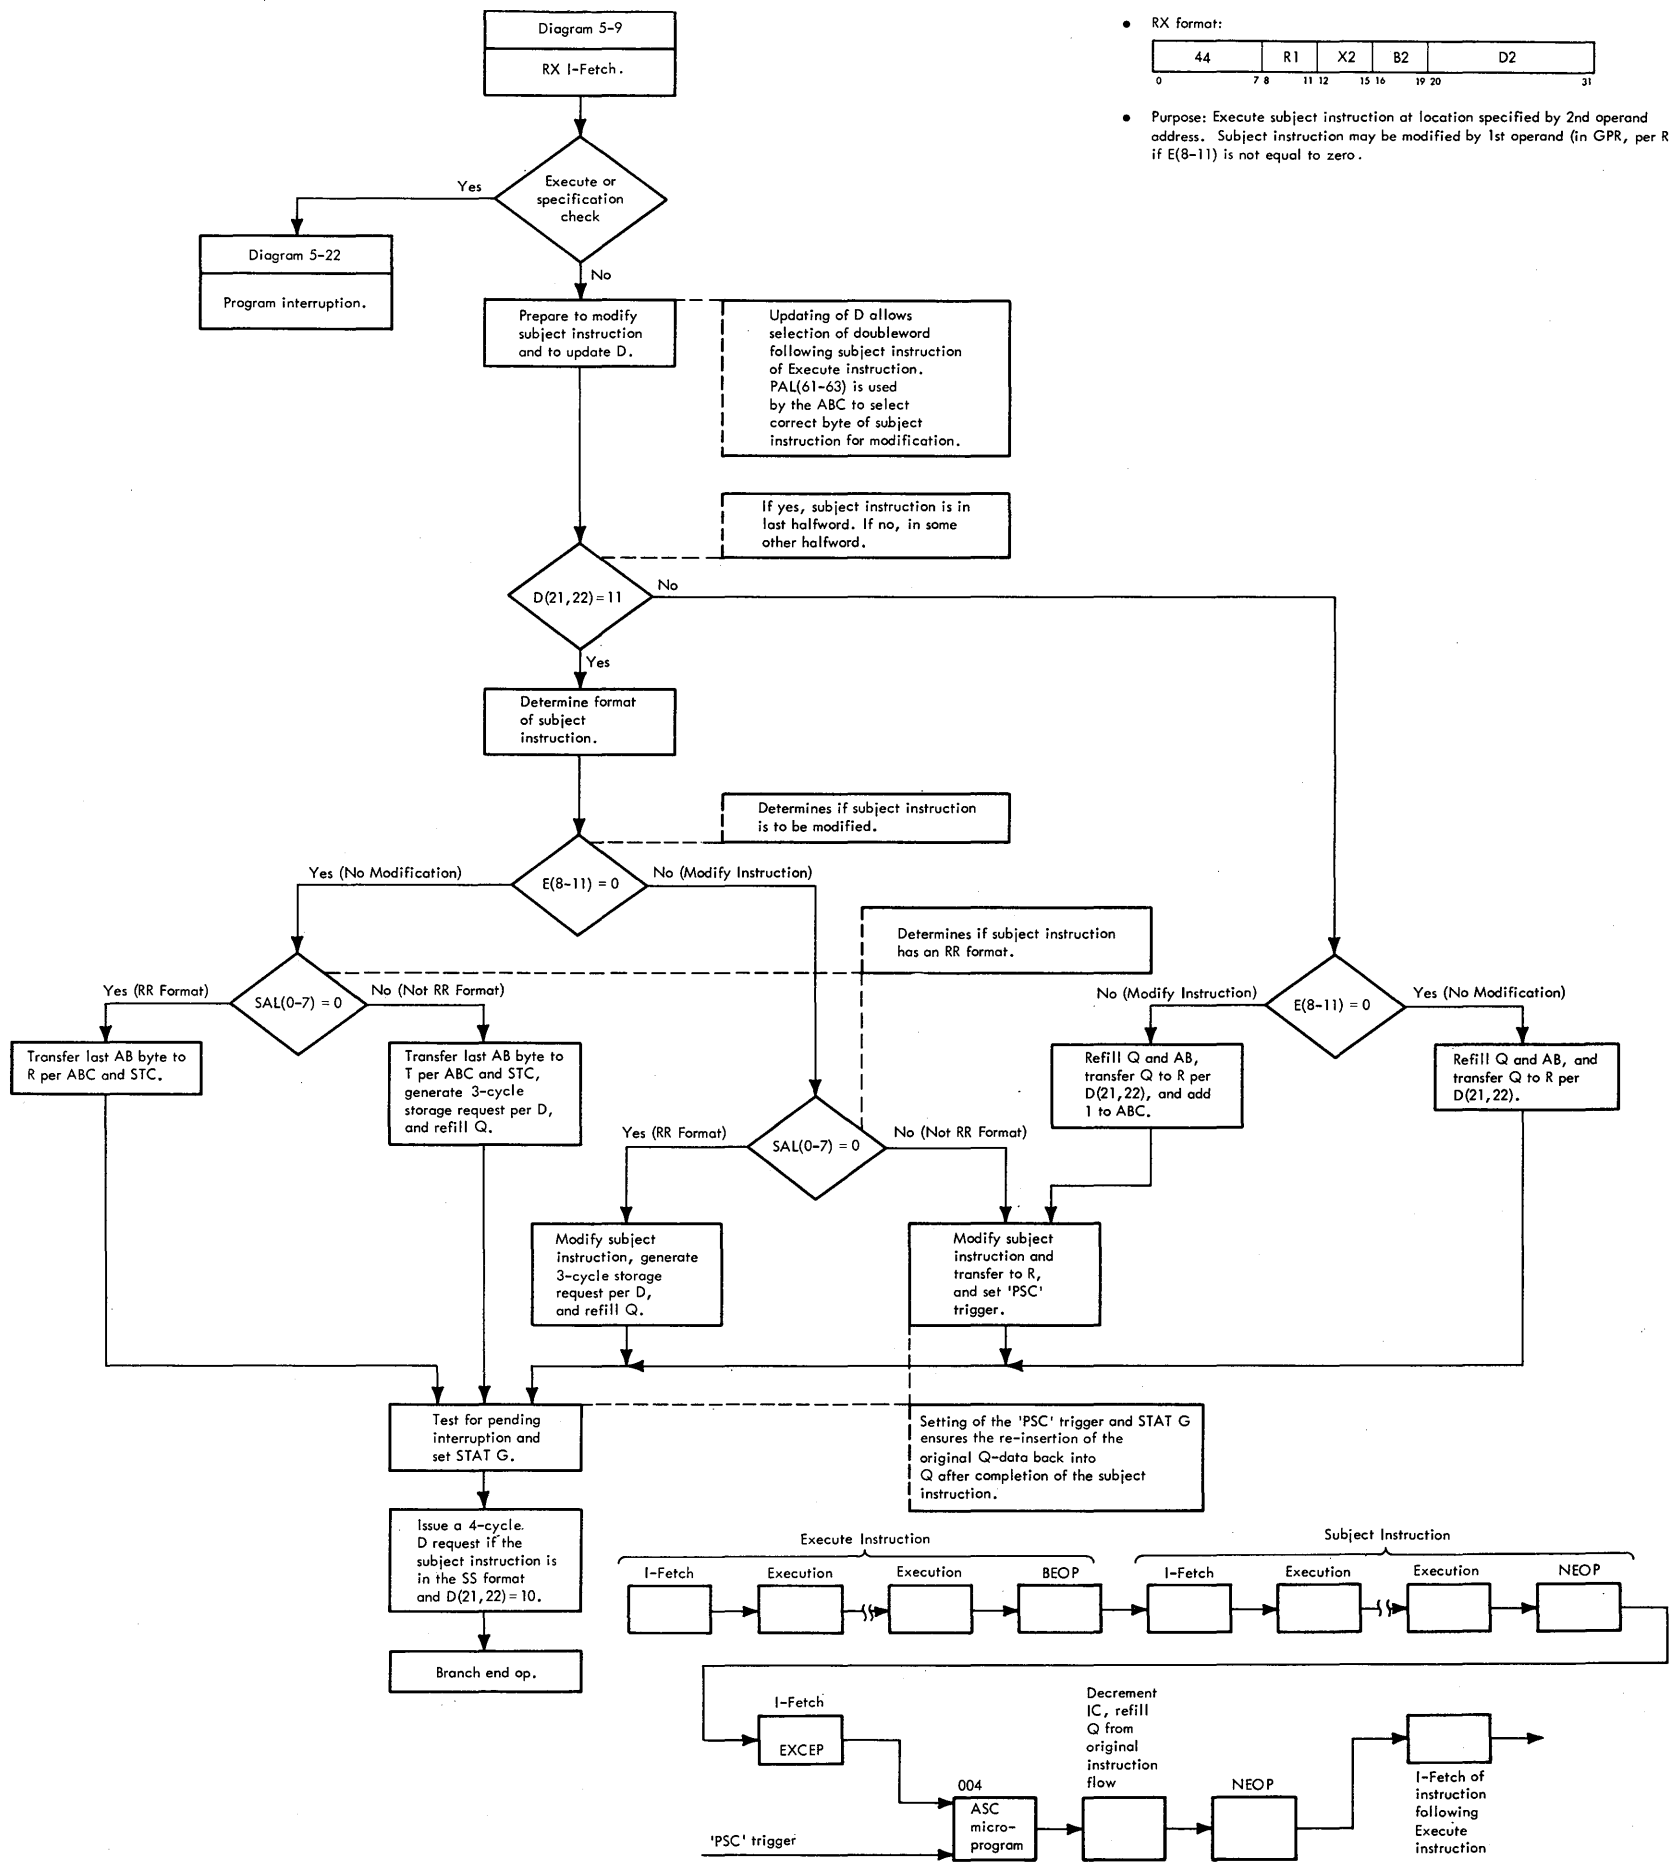 Diagram 5-9
RX I-Fetch.
• RX format:
44 R1 X2 B2 D2
0 7 8 11 12 15 16 19 20 31
• Purpose: Execute subject instruction at location specified by 2nd operand
address. Subject instruction may be modified by 1st operand (in GPR, per R
if E(8-11) is not equal to zero.
Execute or
specification
check
Yes
No
Diagram 5-22
Program interruption.
Prepare to modify
subject instruction
and to update D.
Updating of D allows
selection of doubleword
following subject instruction
of Execute instruction.
PAL(61-63) is used
by the ABC to select
correct byte of subject
instruction for modification.
If yes, subject instruction is in
last halfword. If no, in some
other halfword.
D(21,22)=11
No
Yes
Determine format
of subject
instruction.
Determines if subject instruction
is to be modified.
Yes (No Modification)
E(8-11) = 0
No (Modify Instruction)
Determines if subject instruction
has an RR format.
Yes (RR Format)
SAL(0-7) = 0
No (Not RR Format)
No (Modify Instruction)
E(8-11) = 0
Yes (No Modification)
Transfer last AB byte to
R per ABC and STC.
Transfer last AB byte to
T per ABC and STC,
generate 3-cycle
storage request per D,
and refill Q.
Refill Q and AB,
transfer Q to R per
D(21,22), and add
1 to ABC.
Refill Q and AB, and
transfer Q to R per
D(21,22).
Yes (RR Format)
SAL(0-7) = 0
No (Not RR Format)
Modify subject
instruction, generate
3-cycle storage
request per D,
and refill Q.
Modify subject
instruction and
transfer to R,
and set 'PSC'
trigger.
Test for pending
interruption and
set STAT G.
Setting of the 'PSC' trigger and STAT G
ensures the re-insertion of the
original Q-data back into
Q after completion of the subject
instruction.
Issue a 4-cycle.
D request if the
subject instruction is
in the SS format
and D(21,22)=10.
Branch end op.
Execute Instruction
Subject Instruction
I-Fetch Execution Execution BEOP I-Fetch Execution Execution NEOP
I-Fetch
EXCEP
Decrement
IC, refill
Q from
original
instruction
flow
004
ASC
micro-
program
'PSC' trigger
NEOP
I-Fetch of
instruction
following
Execute
instruction